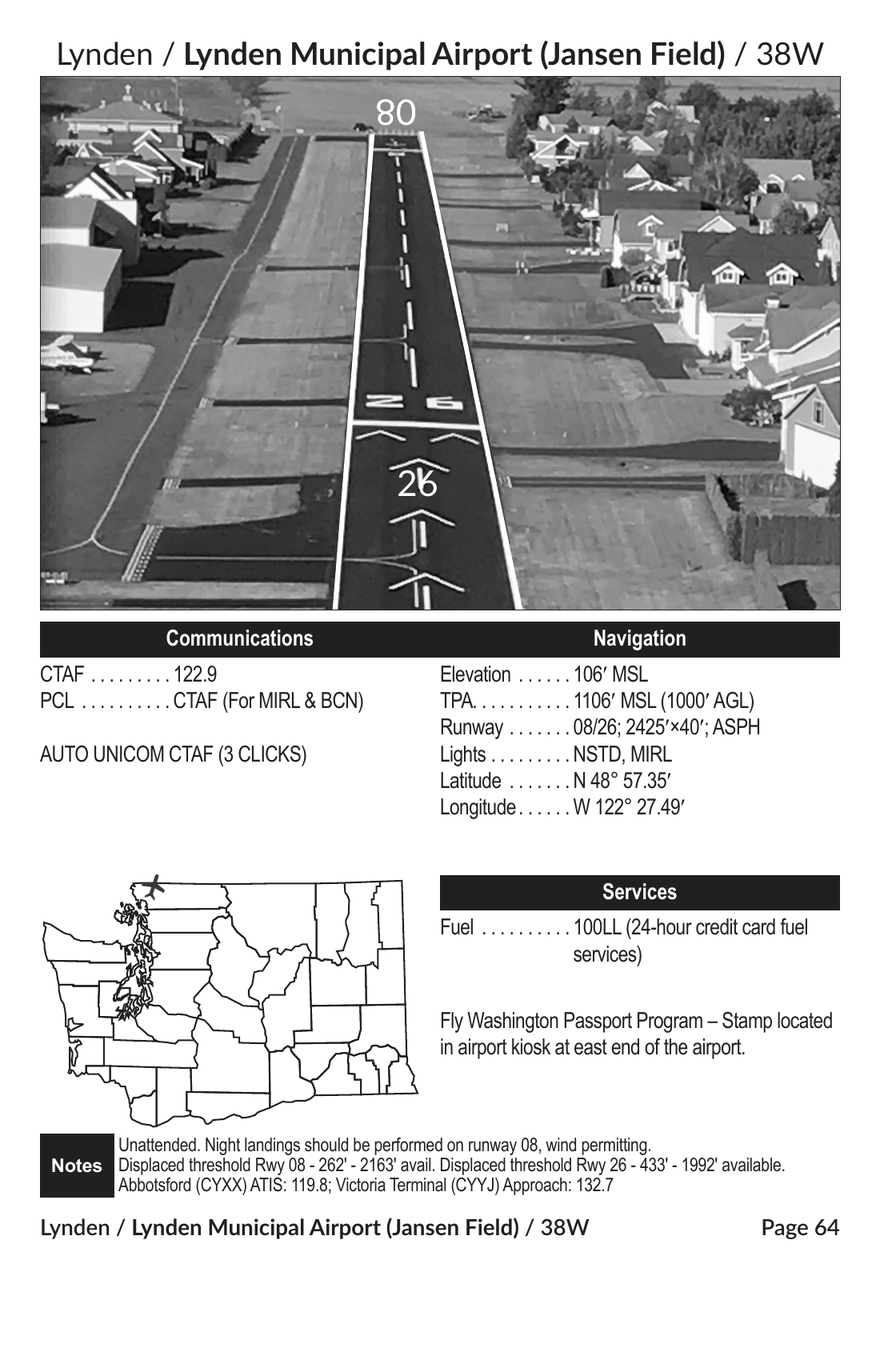 Lynden / Lynden Municipal Airport (Jansen Field) / 38W
80
26
26
Communications
CTAF . . . . . . . . . 122.9
PCL . . . . . . . . . . CTAF (For MIRL & BCN)
AUTO UNICOM CTAF (3 CLICKS)
Navigation
Elevation . . . . . . 106′ MSL
TPA. . . . . . . . . . . 1106′ MSL (1000′ AGL)
Runway . . . . . . . 08/26; 2425′×40′; ASPH
Lights . . . . . . . . . NSTD, MIRL
Latitude . . . . . . . N 48° 57.35′
Longitude . . . . . . W 122° 27.49′
Services
Fuel . . . . . . . . . . 100LL (24-hour credit card fuel
services)
Fly Washington Passport Program – Stamp located
in airport kiosk at east end of the airport.
Notes
Unattended. Night landings should be performed on runway 08, wind permitting.
Displaced threshold Rwy 08 - 262' - 2163' avail. Displaced threshold Rwy 26 - 433' - 1992' available.
Abbotsford (CYXX) ATIS: 119.8; Victoria Terminal (CYYJ) Approach: 132.7
Lynden / Lynden Municipal Airport (Jansen Field) / 38W Page 64